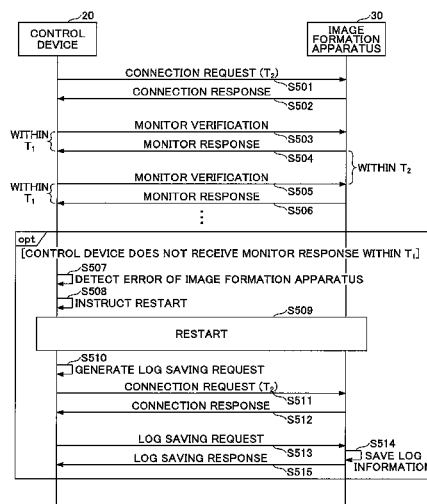 20
CONTROL
DEVICE
30
IMAGE
FORMATION
APPARATUS
CONNECTION REQUEST (T2)
S501
CONNECTION RESPONSE
S502
MONITOR VERIFICATION
S503
WITHIN
T1
MONITOR RESPONSE
S504
WITHIN T2
MONITOR VERIFICATION
S505
WITHIN
T1
MONITOR RESPONSE
S506
opt
[CONTROL DEVICE DOES NOT RECEIVE MONITOR RESPONSE WITHIN T1]
S507
DETECT ERROR OF IMAGE FORMATION APPARATUS
S508
INSTRUCT RESTART
S509
RESTART
S510
GENERATE LOG SAVING REQUEST
CONNECTION REQUEST (T2)
S511
CONNECTION RESPONSE
S512
LOG SAVING REQUEST
S513
S514
SAVE LOG
INFORMATION
LOG SAVING RESPONSE
S515